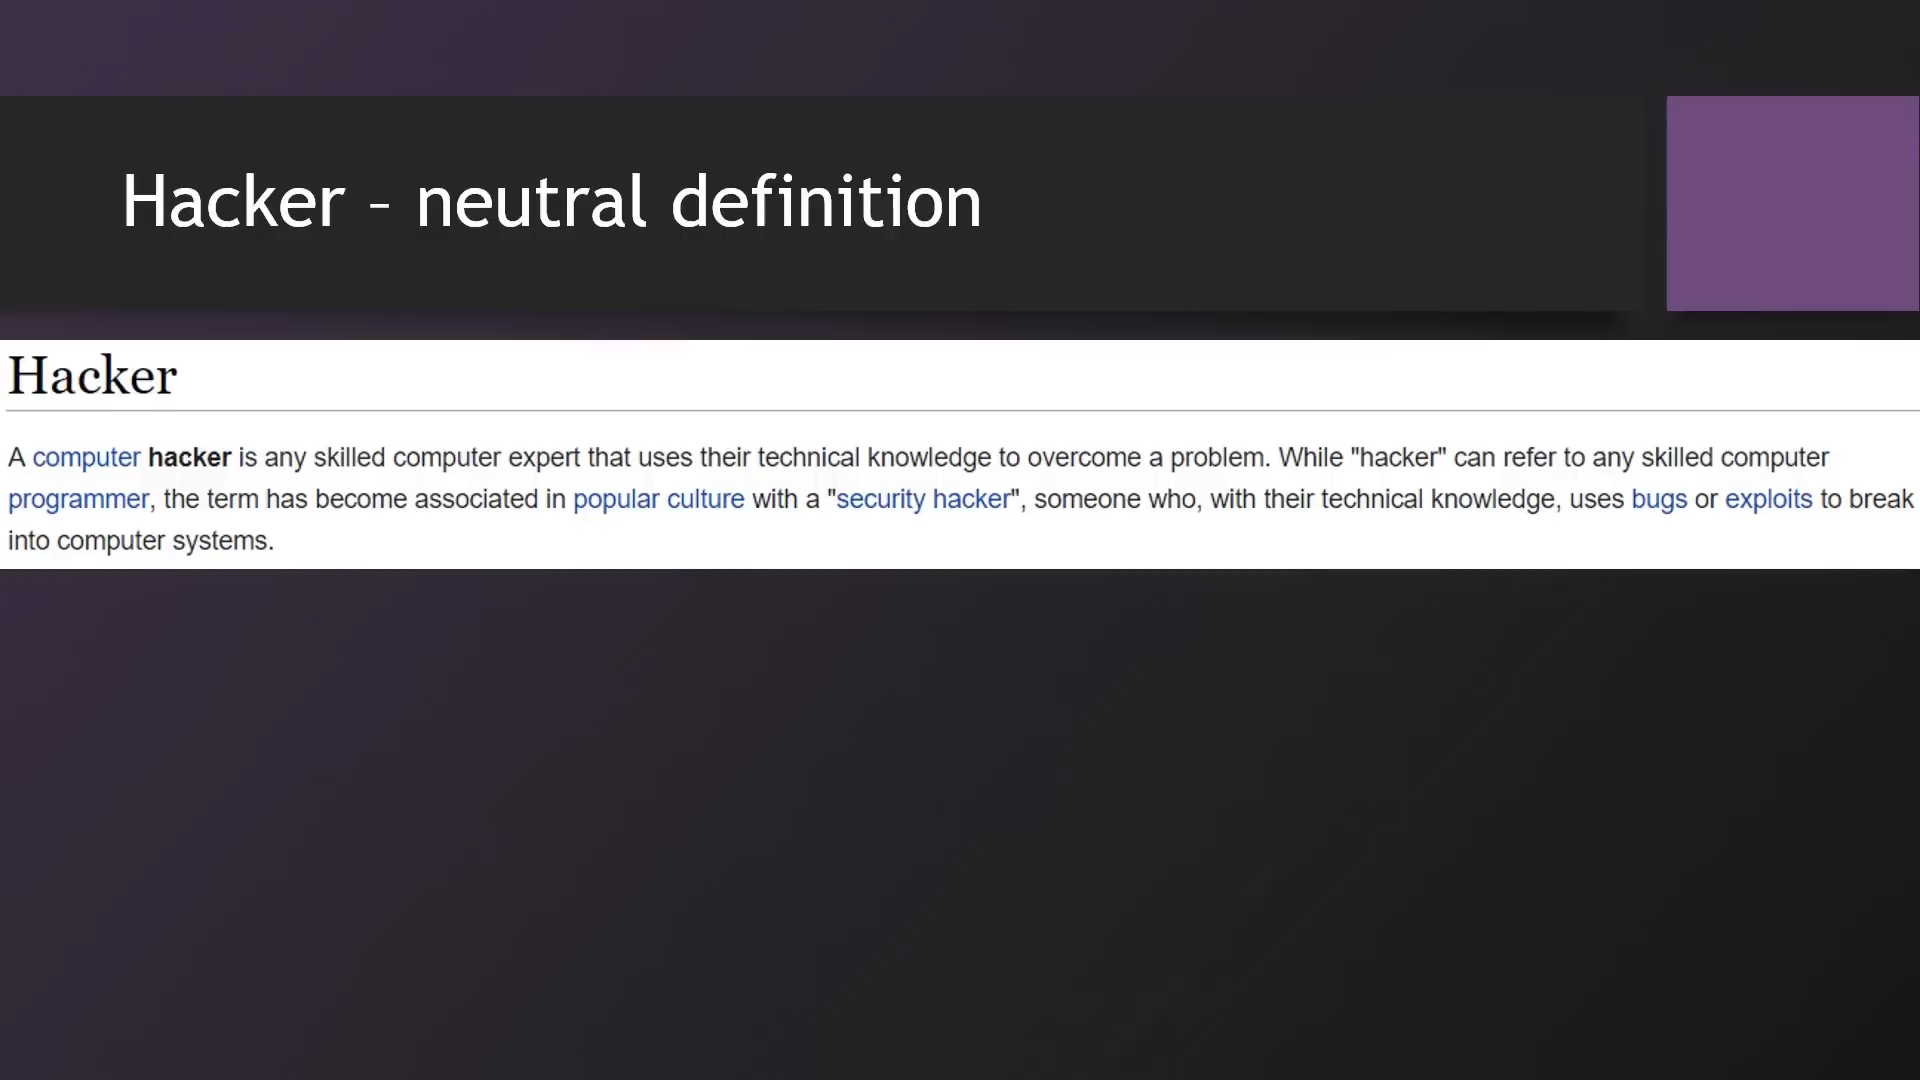 Hacker – neutral definition
Hacker
A computer hacker is any skilled computer expert that uses their technical knowledge to overcome a problem. While "hacker" can refer to any skilled computer
programmer, the term has become associated in popular culture with a "security hacker", someone who, with their technical knowledge, uses bugs or exploits to break
into computer systems.